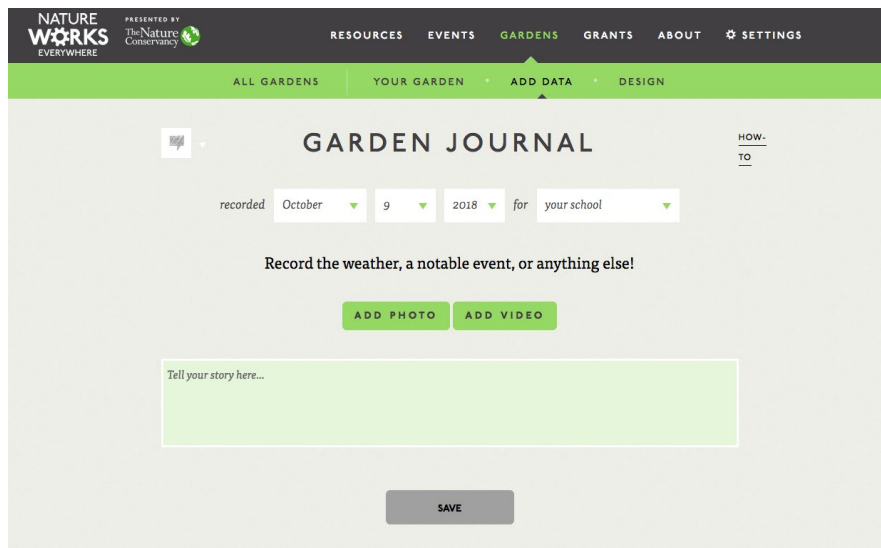 NATURE
WORKS
EVERYWHERE
PRESENTED BY
The Nature
Conservancy
RESOURCES EVENTS GARDENS GRANTS ABOUT SETTINGS
ALL GARDENS YOUR GARDEN ADD DATA DESIGN
GARDEN JOURNAL
HOW-
TO
recorded October 9 2018 for your school
Record the weather, a notable event, or anything else!
ADD PHOTO ADD VIDEO
Tell your story here...
SAVE